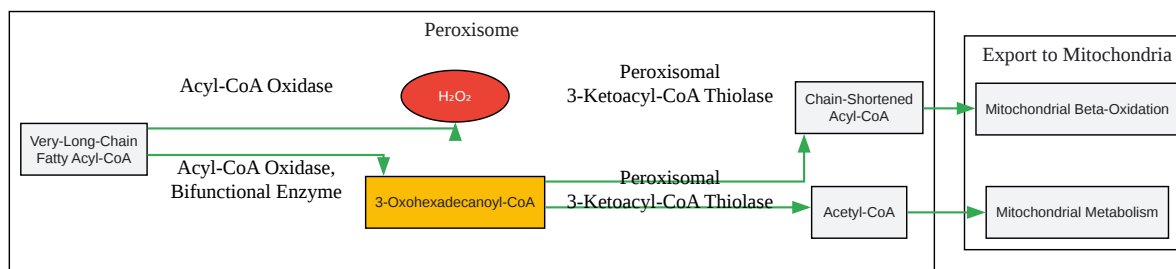 Peroxisome
Export to Mitochondria
Acyl-CoA Oxidase
H₂O₂
Peroxisomal
3-Ketoacyl-CoA Thiolase
Chain-Shortened
Acyl-CoA
Mitochondrial Beta-Oxidation
Very-Long-Chain
Fatty Acyl-CoA
Acyl-CoA Oxidase,
Bifunctional Enzyme
3-Oxohexadecanoyl-CoA
Peroxisomal
3-Ketoacyl-CoA Thiolase
Acetyl-CoA
Mitochondrial Metabolism